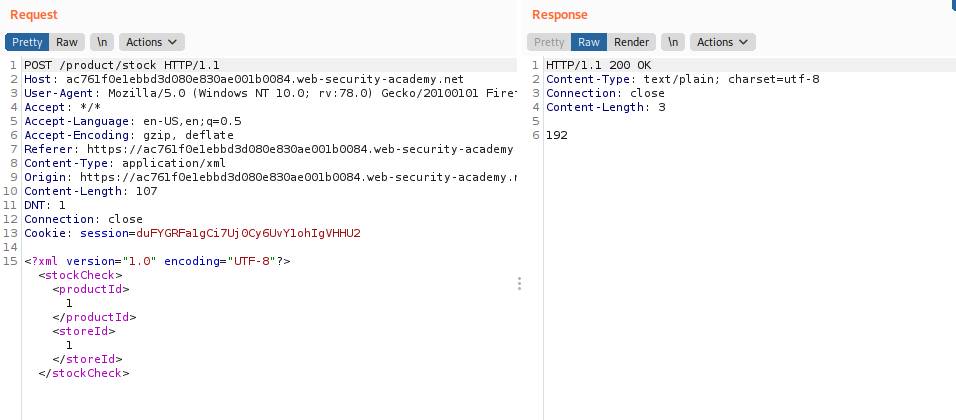 Request
Pretty Raw \n Actions
1 POST /product/stock HTTP/1.1
2 Host: ac761f0e1ebbd3d080e830ae001b0084.web-security-academy.net
3 User-Agent: Mozilla/5.0 (Windows NT 10.0; rv:78.0) Gecko/20100101 Firef
4 Accept: */*
5 Accept-Language: en-US,en;q=0.5
6 Accept-Encoding: gzip, deflate
7 Referer: https://ac761f0e1ebbd3d080e830ae001b0084.web-security-academy
8 Content-Type: application/xml
9 Origin: https://ac761f0e1ebbd3d080e830ae001b0084.web-security-academy.n
10 Content-Length: 107
11 DNT: 1
12 Connection: close
13 Cookie: session=duFYGRFa1gCi7Uj0Cy6UvY1ohIgVHHU2
14
15 <?xml version="1.0" encoding="UTF-8"?>
<stockCheck>
<productId>
1
</productId>
<storeId>
1
</storeId>
</stockCheck>
Response
Pretty Raw Render \n Actions
1 HTTP/1.1 200 OK
2 Content-Type: text/plain; charset=utf-8
3 Connection: close
4 Content-Length: 3
5
6 192